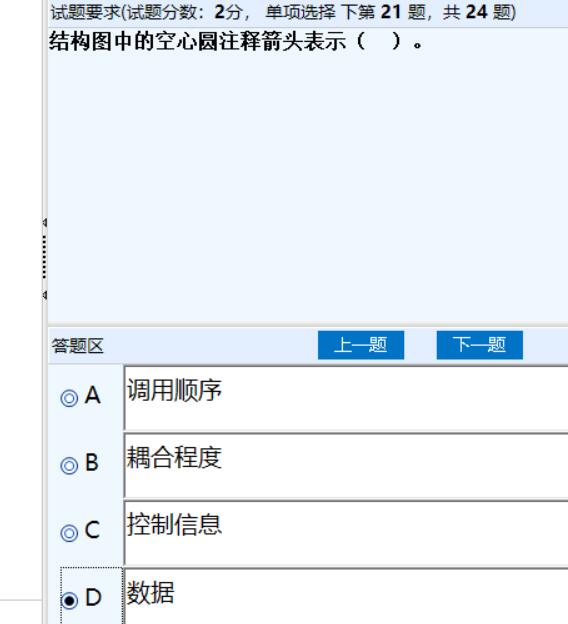 试题要求(试题分数：2分， 单项选择 下第 21 题，共 24 题)
结构图中的空心圆注释箭头表示（　）。
答题区 上一题 下一题
A 调用顺序
B 耦合程度
C 控制信息
D 数据